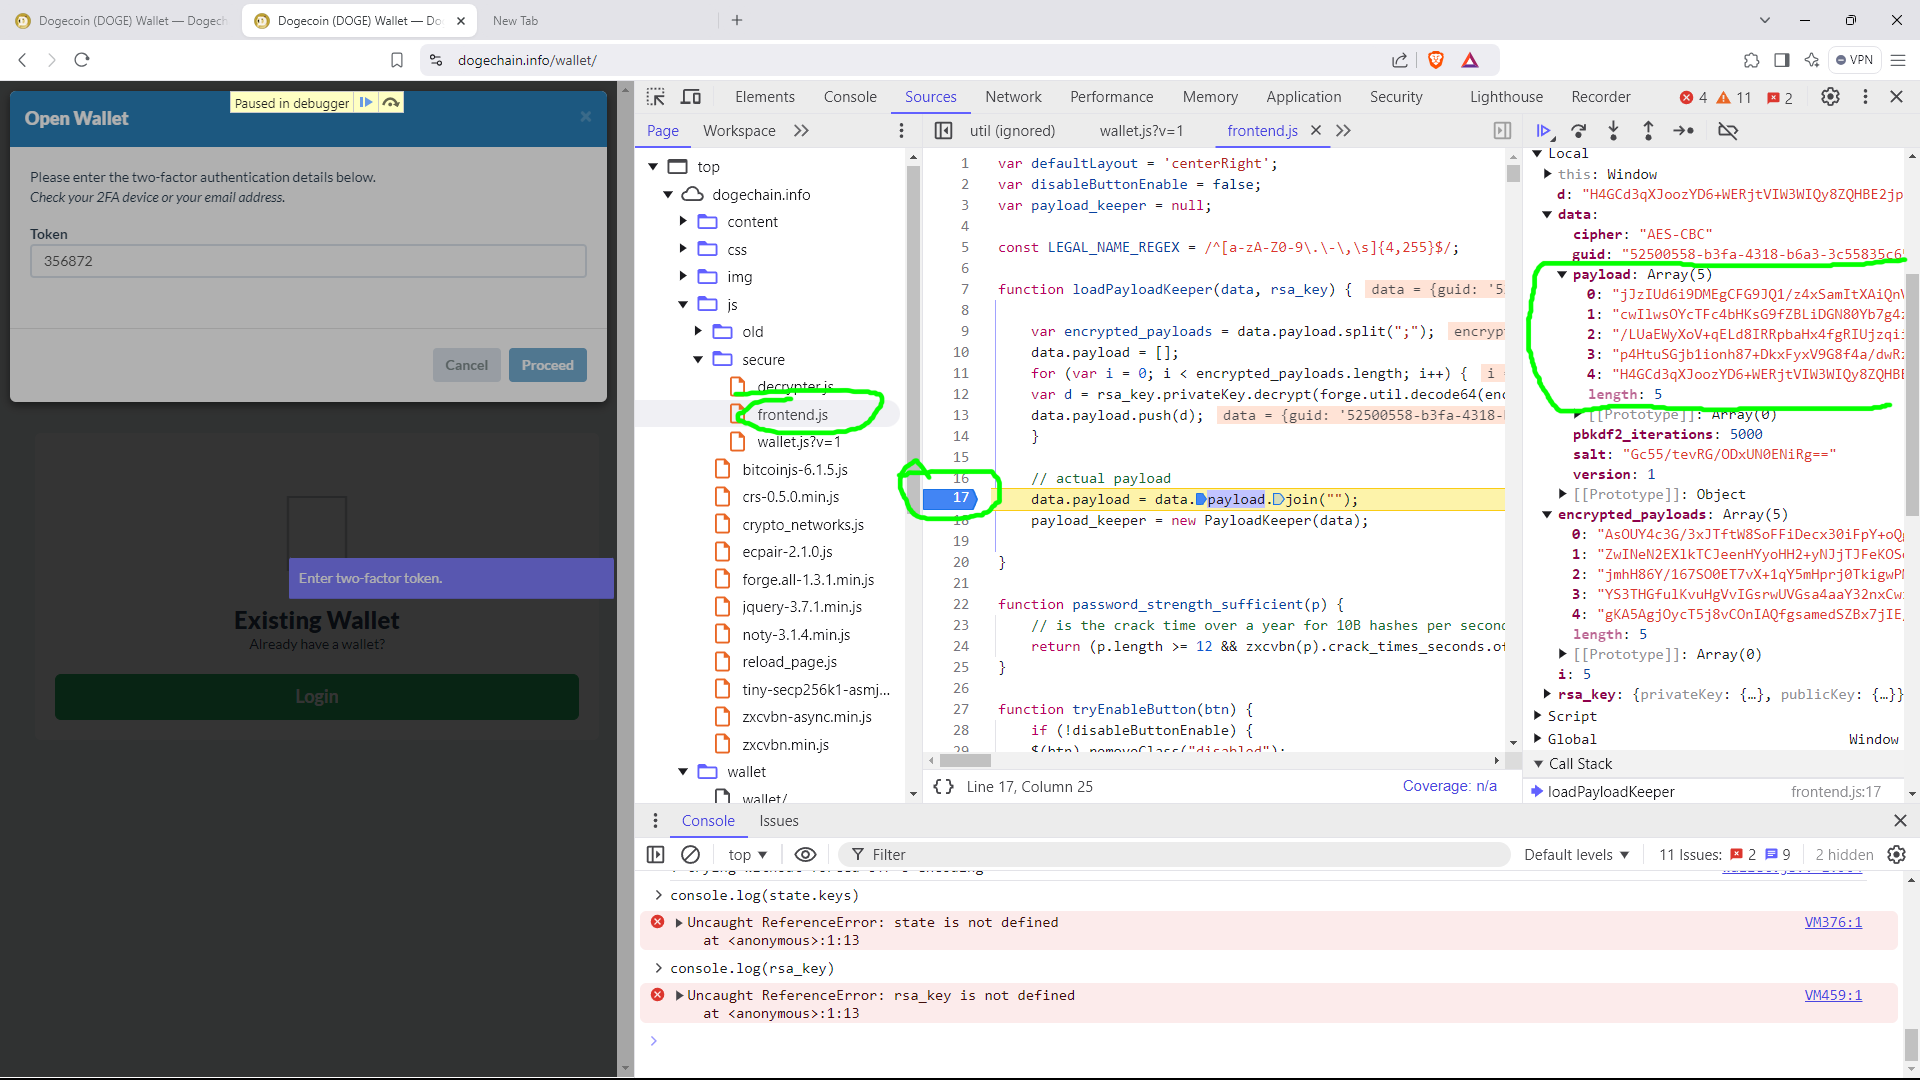 Dogecoin (DOGE) Wallet — Dogech
Dogecoin (DOGE) Wallet — Do
New Tab
dogechain.info/wallet/
VPN
Paused in debugger
Open Wallet
×
Please enter the two-factor authentication details below.
Check your 2FA device or your email address.
Token
356872
Cancel
Proceed
Enter two-factor token.
Existing Wallet
Already have a wallet?
Login
Elements
Console
Sources
Network
Performance
Memory
Application
Security
Lighthouse
Recorder
4
11
2
Page
Workspace
top
dogechain.info
content
css
img
js
old
secure
decrypter.js
frontend.js
wallet.js?v=1
bitcoinjs-6.1.5.js
crs-0.5.0.min.js
crypto_networks.js
ecpair-2.1.0.js
forge.all-1.3.1.min.js
jquery-3.7.1.min.js
noty-3.1.4.min.js
reload_page.js
tiny-secp256k1-asmj...
zxcvbn-async.min.js
zxcvbn.min.js
wallet
wallet/
util (ignored)
wallet.js?v=1
frontend.js
1 var defaultLayout = 'centerRight';
2 var disableButtonEnable = false;
3 var payload_keeper = null;
4
5 const LEGAL_NAME_REGEX = /^[a-zA-Z0-9\.\-\,\s]{4,255}$/;
6
7 function loadPayloadKeeper(data, rsa_key) { data = {guid: '5
8
9 var encrypted_payloads = data.payload.split(";"); encryp
10 data.payload = [];
11 for (var i = 0; i < encrypted_payloads.length; i++) { i =
12 var d = rsa_key.privateKey.decrypt(forge.util.decode64(enc
13 data.payload.push(d); data = {guid: '52500558-b3fa-4318-
14 }
15
16 // actual payload
17 data.payload = data.payload.join("");
18 payload_keeper = new PayloadKeeper(data);
19
20 }
21
22 function password_strength_sufficient(p) {
23 // is the crack time over a year for 10B hashes per secon
24 return (p.length >= 12 && zxcvbn(p).crack_times_seconds.of
25 }
26
27 function tryEnableButton(btn) {
28 if (!disableButtonEnable) {
29 $(btn).removeClass("disabled");
{} Line 17, Column 25
Coverage: n/a
Local
this: Window
d: "H4GCd3qXJoozYD6+WERjtVIW3WIQy8ZQHBE2jp
data:
cipher: "AES-CBC"
guid: "52500558-b3fa-4318-b6a3-3c55835c6
payload: Array(5)
0: "jJzIUd6i9DMEgCFG9JQ1/z4xSamItXAiQn
1: "cwIlwsOYcTFc4bHKsG9fZBLiDGN80Yb7g4
2: "/LUaEWyXoV+qELd8IRRpbaHx4fgRIUjzqi
3: "p4HtuSGjb1ionh87+DkxFyxV9G8f4a/dwR
4: "H4GCd3qXJoozYD6+WERjtVIW3WIQy8ZQHB
length: 5
[[Prototype]]: Array(0)
pbkdf2_iterations: 5000
salt: "Gc55/tevRG/ODxUN0ENiRg=="
version: 1
[[Prototype]]: Object
encrypted_payloads: Array(5)
0: "AsOUY4c3G/3xJTftW8SoFFiDecx30iFpY+oQ
1: "ZwINeN2EX1kTCJeenHYyoHH2+yNJjTJFeKOS
2: "jmhH86Y/167SO0ET7vX+1qY5mHprj0TkigwP
3: "YS3THGfulKvuHgVvIGsrwUVGsa4aaY32nxCw
4: "gKA5AgjOycT5j8vCOnIAQfgsamedSZBx7jIE
length: 5
[[Prototype]]: Array(0)
i: 5
rsa_key: {privateKey: {…}, publicKey: {…}}
Script
Global
Window
Call Stack
loadPayloadKeeper
frontend.js:17
Console
Issues
top
Filter
Default levels
11 Issues:
2
9
2 hidden
console.log(state.keys)
Uncaught ReferenceError: state is not defined
at <anonymous>:1:13
VM376:1
console.log(rsa_key)
Uncaught ReferenceError: rsa_key is not defined
at <anonymous>:1:13
VM459:1